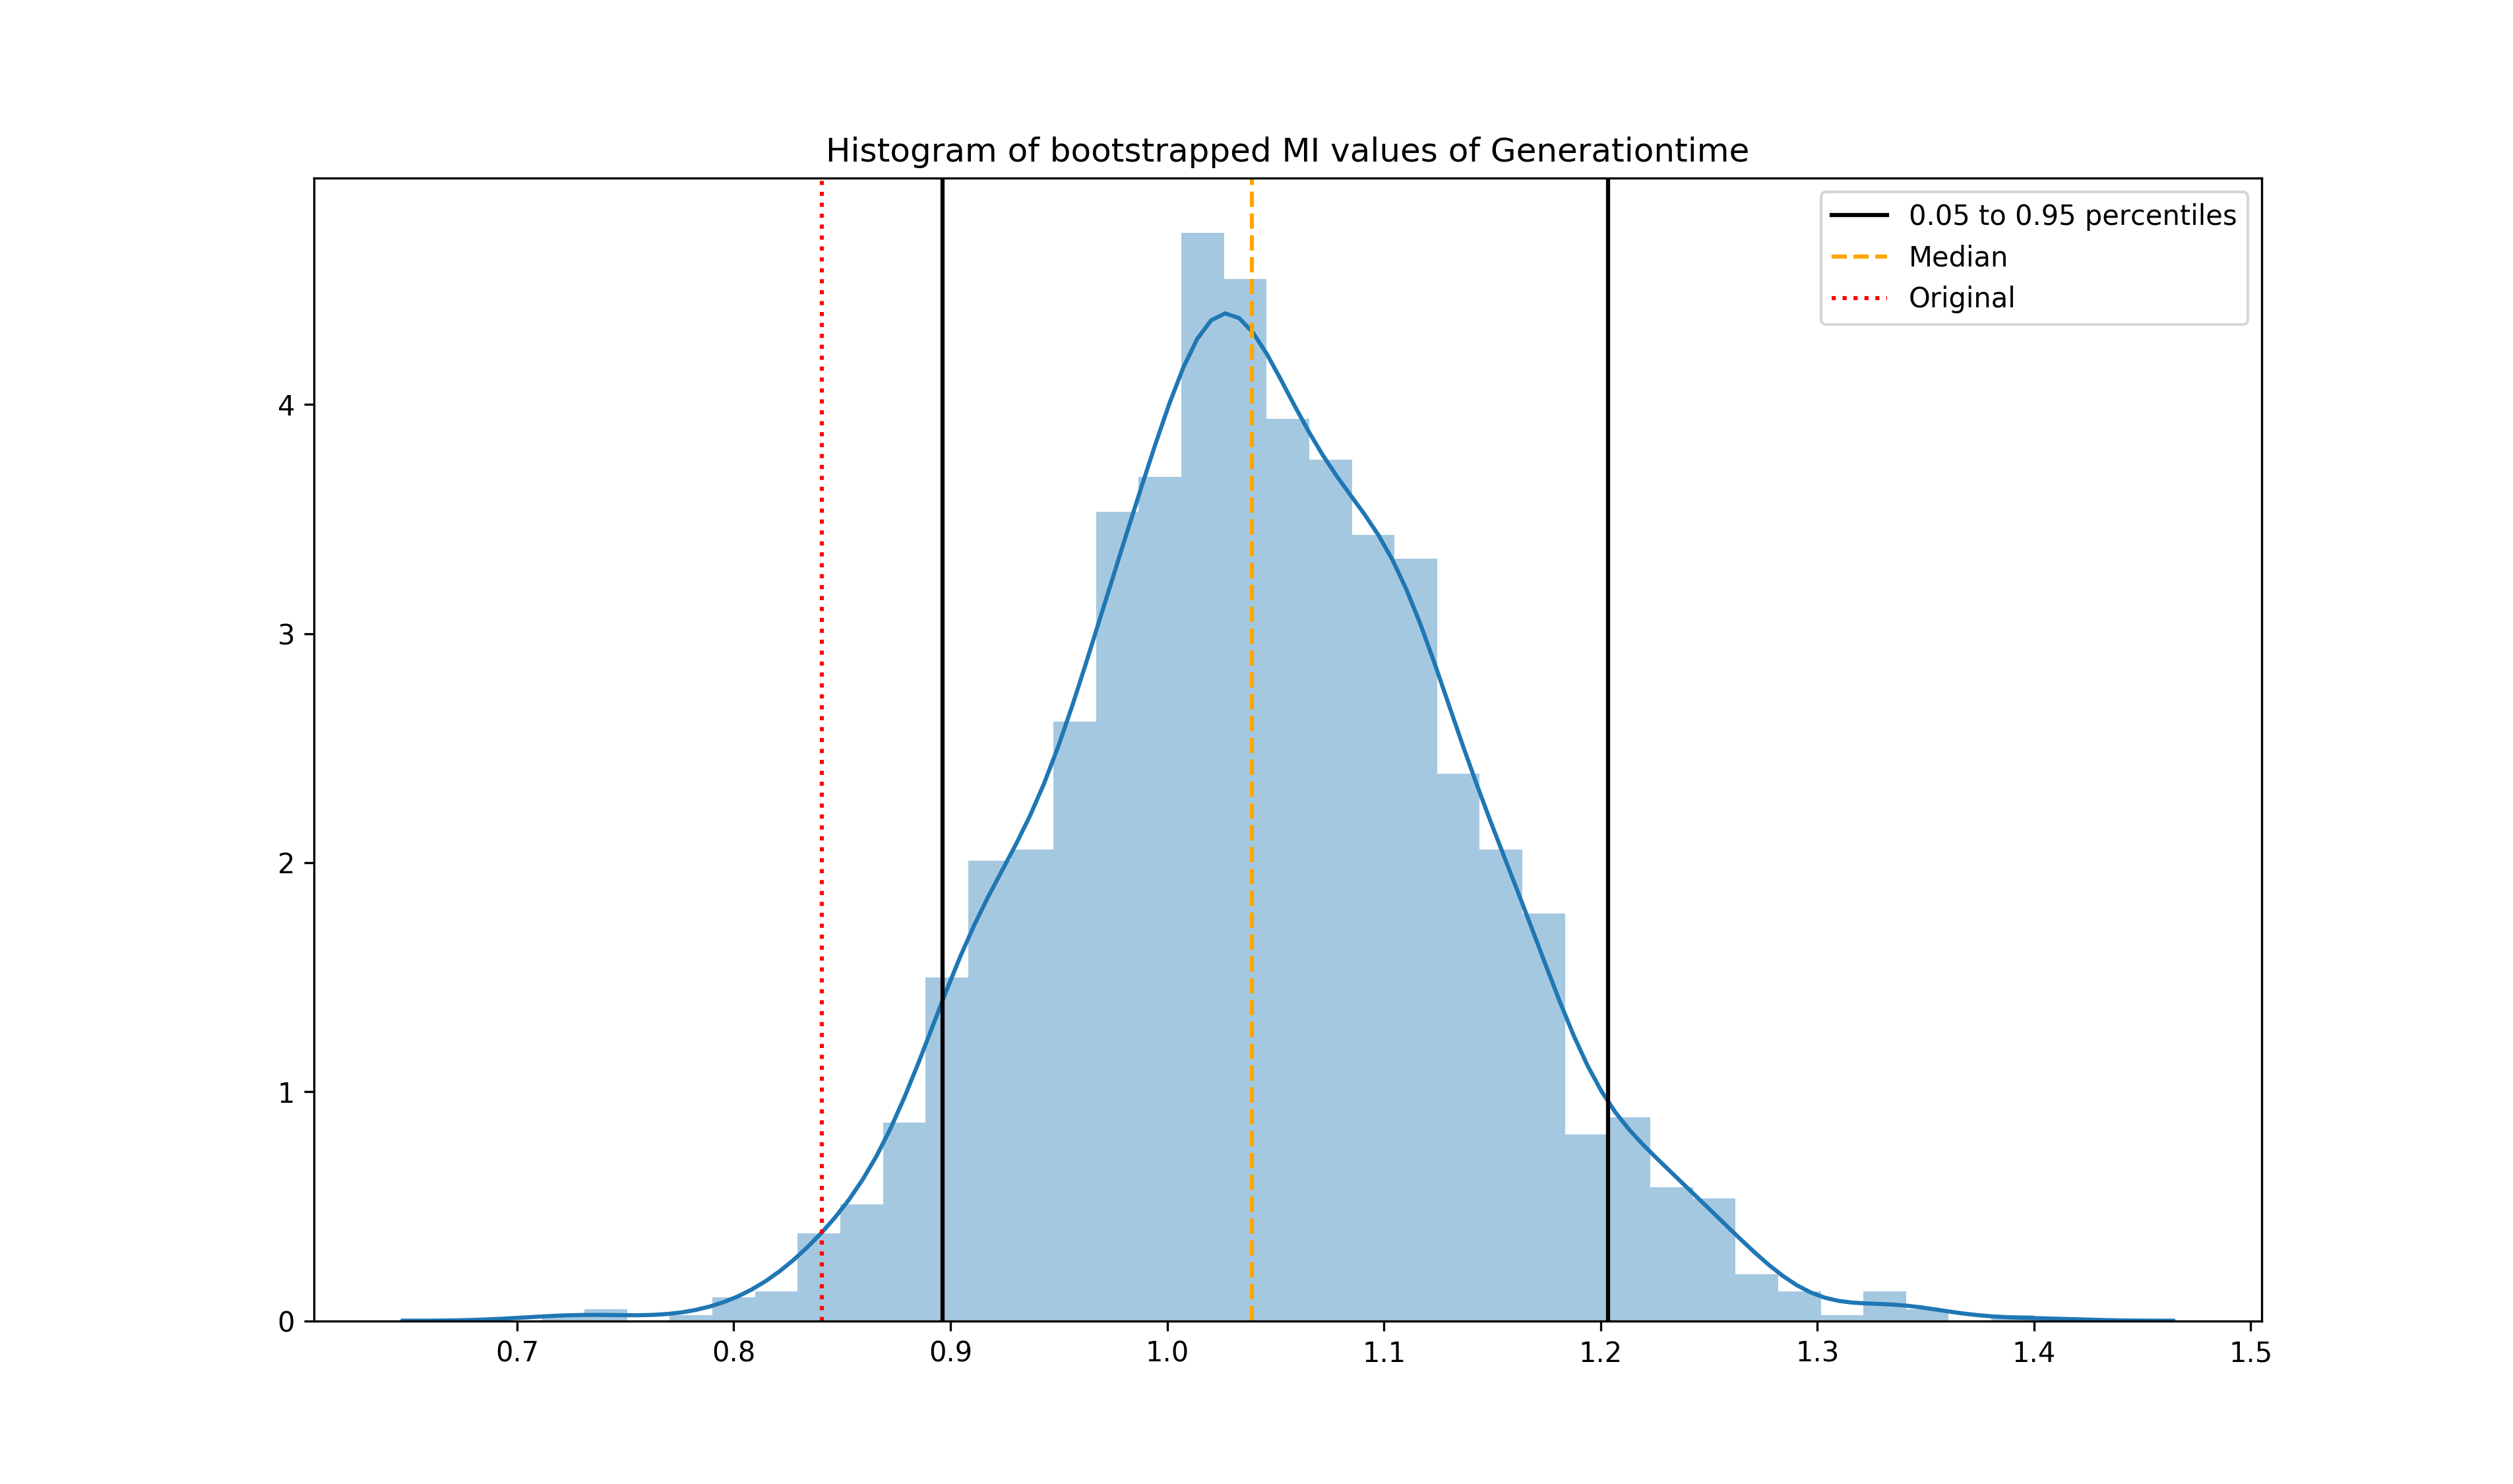 Histogram of bootstrapped MI values of Generationtime
0.05 to 0.95 percentiles
Median
Original
4
3
2
1
0
0.7 0.8 0.9 1.0 1.1 1.2 1.3 1.4 1.5